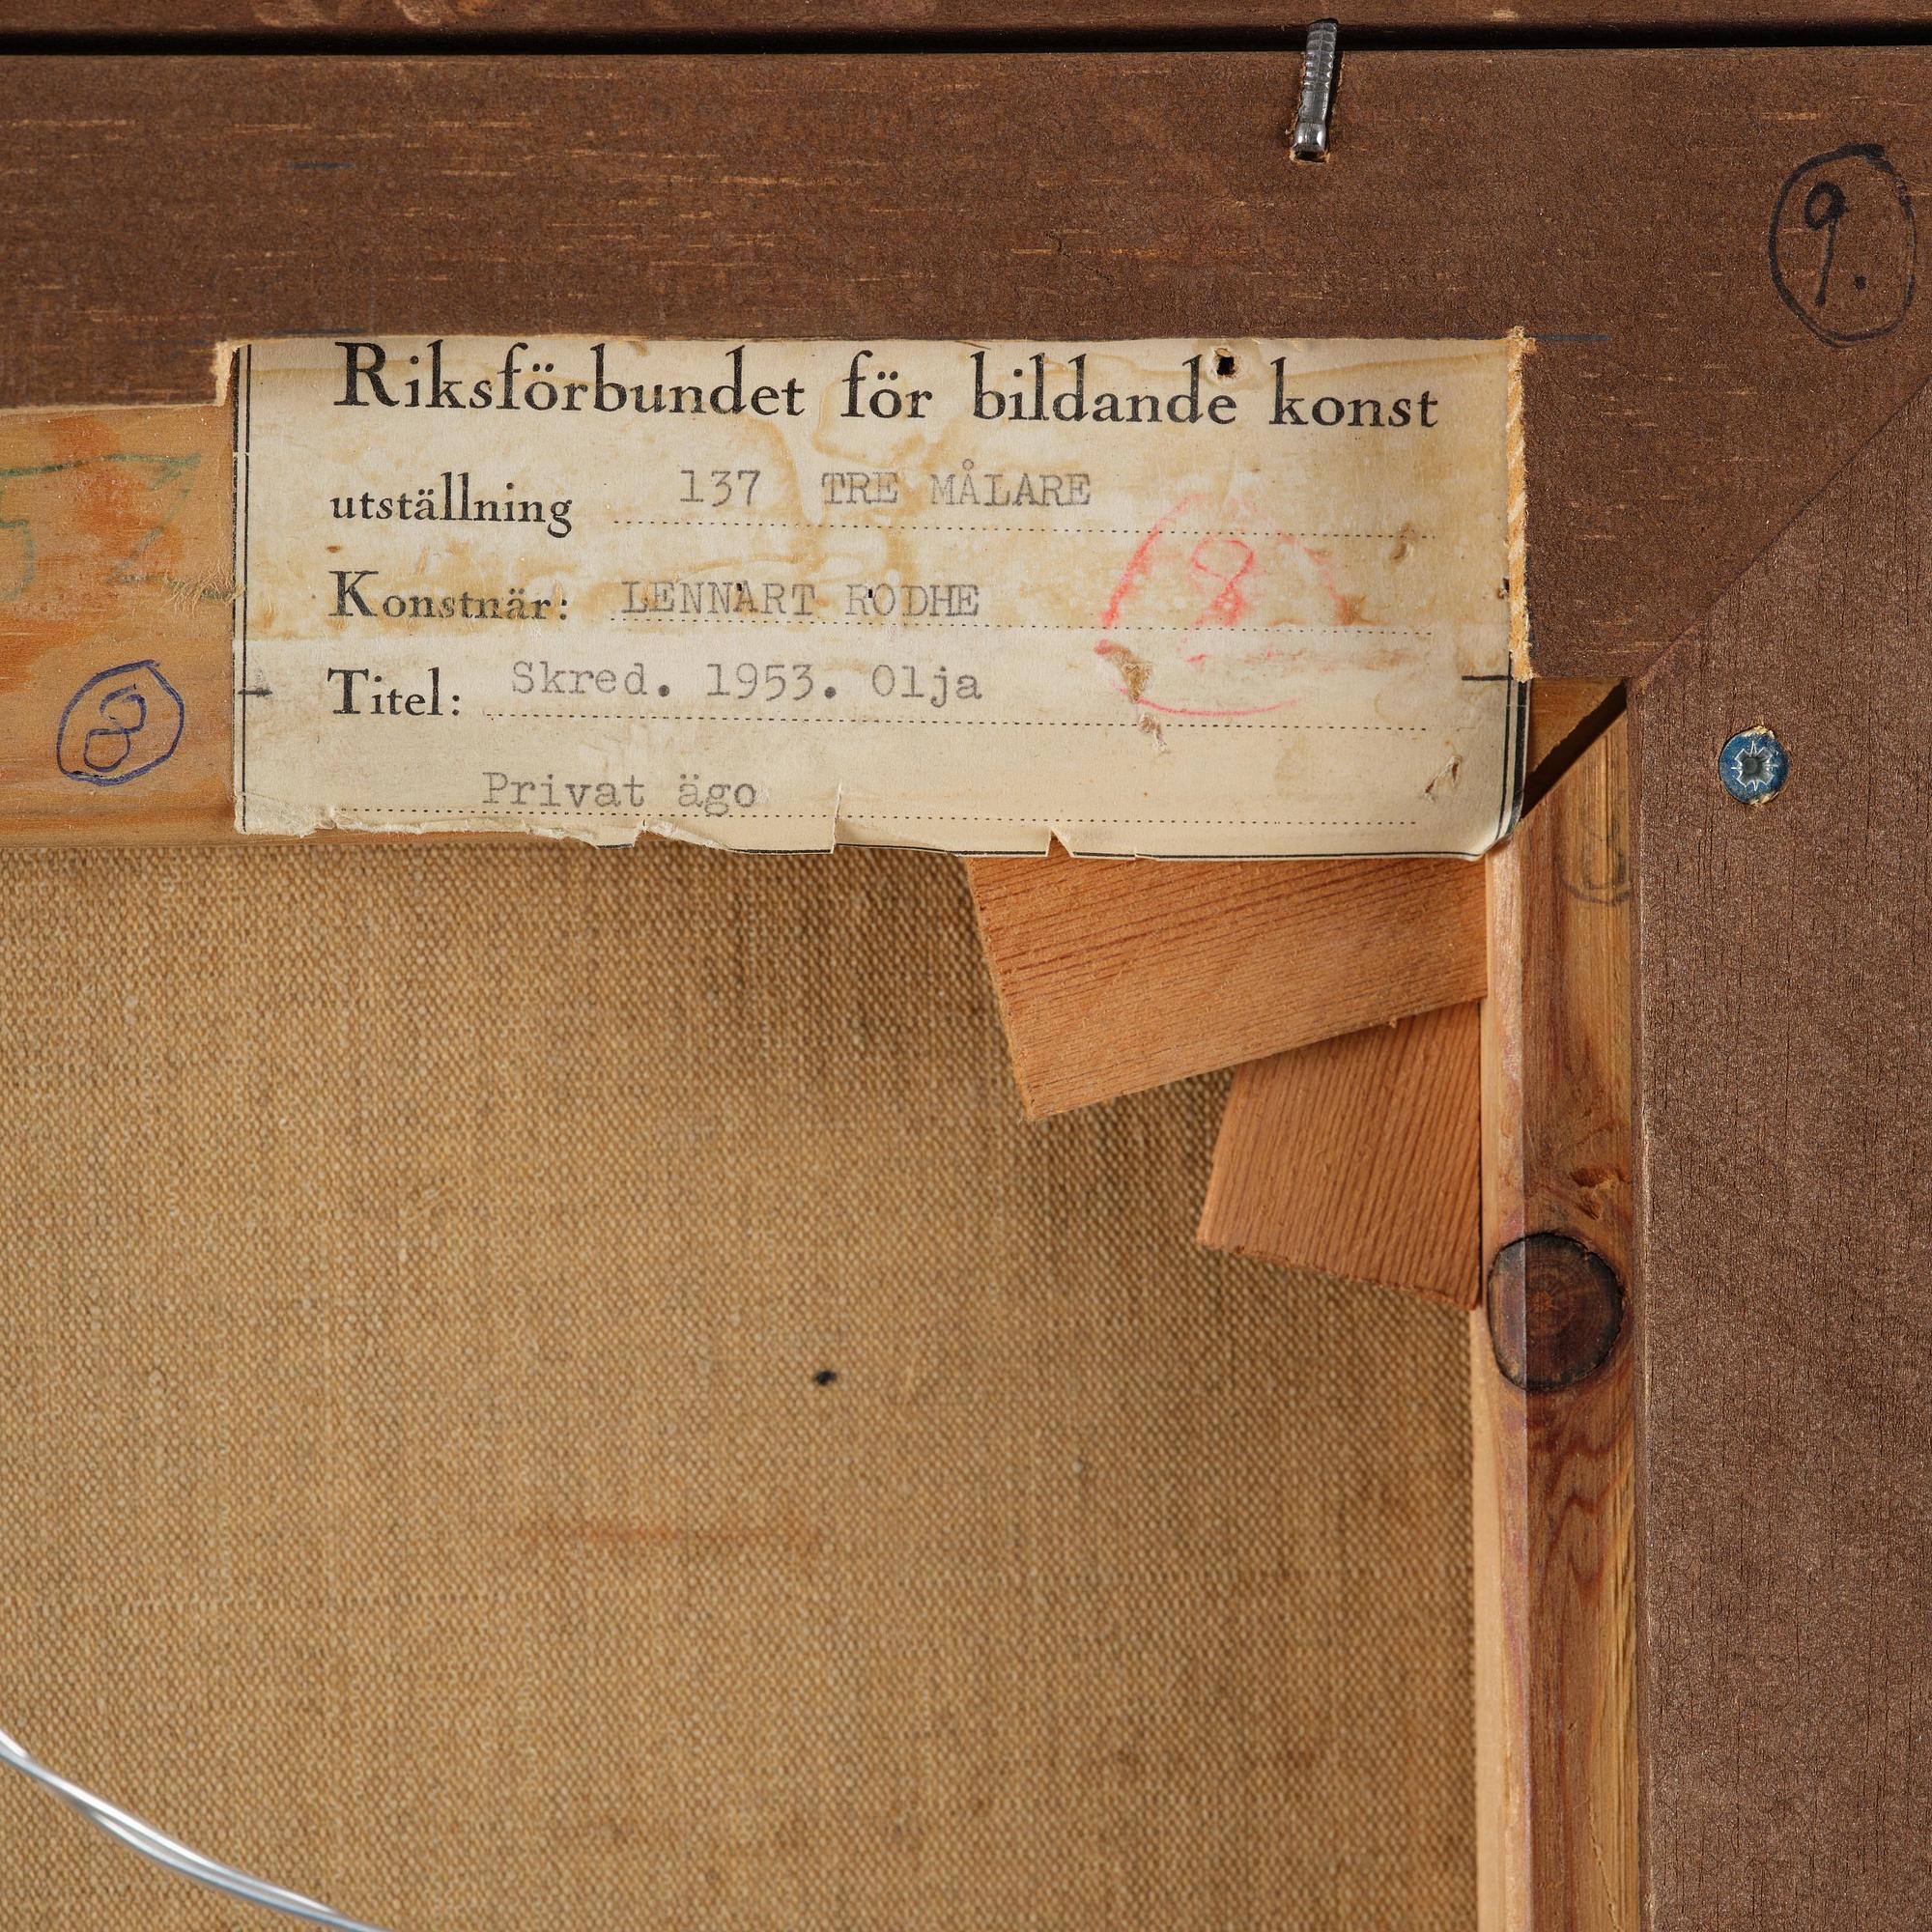 9.
Riksförbundet för bildande konst
utställning 137 TRE MÅLARE
Konstnär: LENNART RODHE
8
Titel: Skred. 1953. Olja
8
Privat ägo